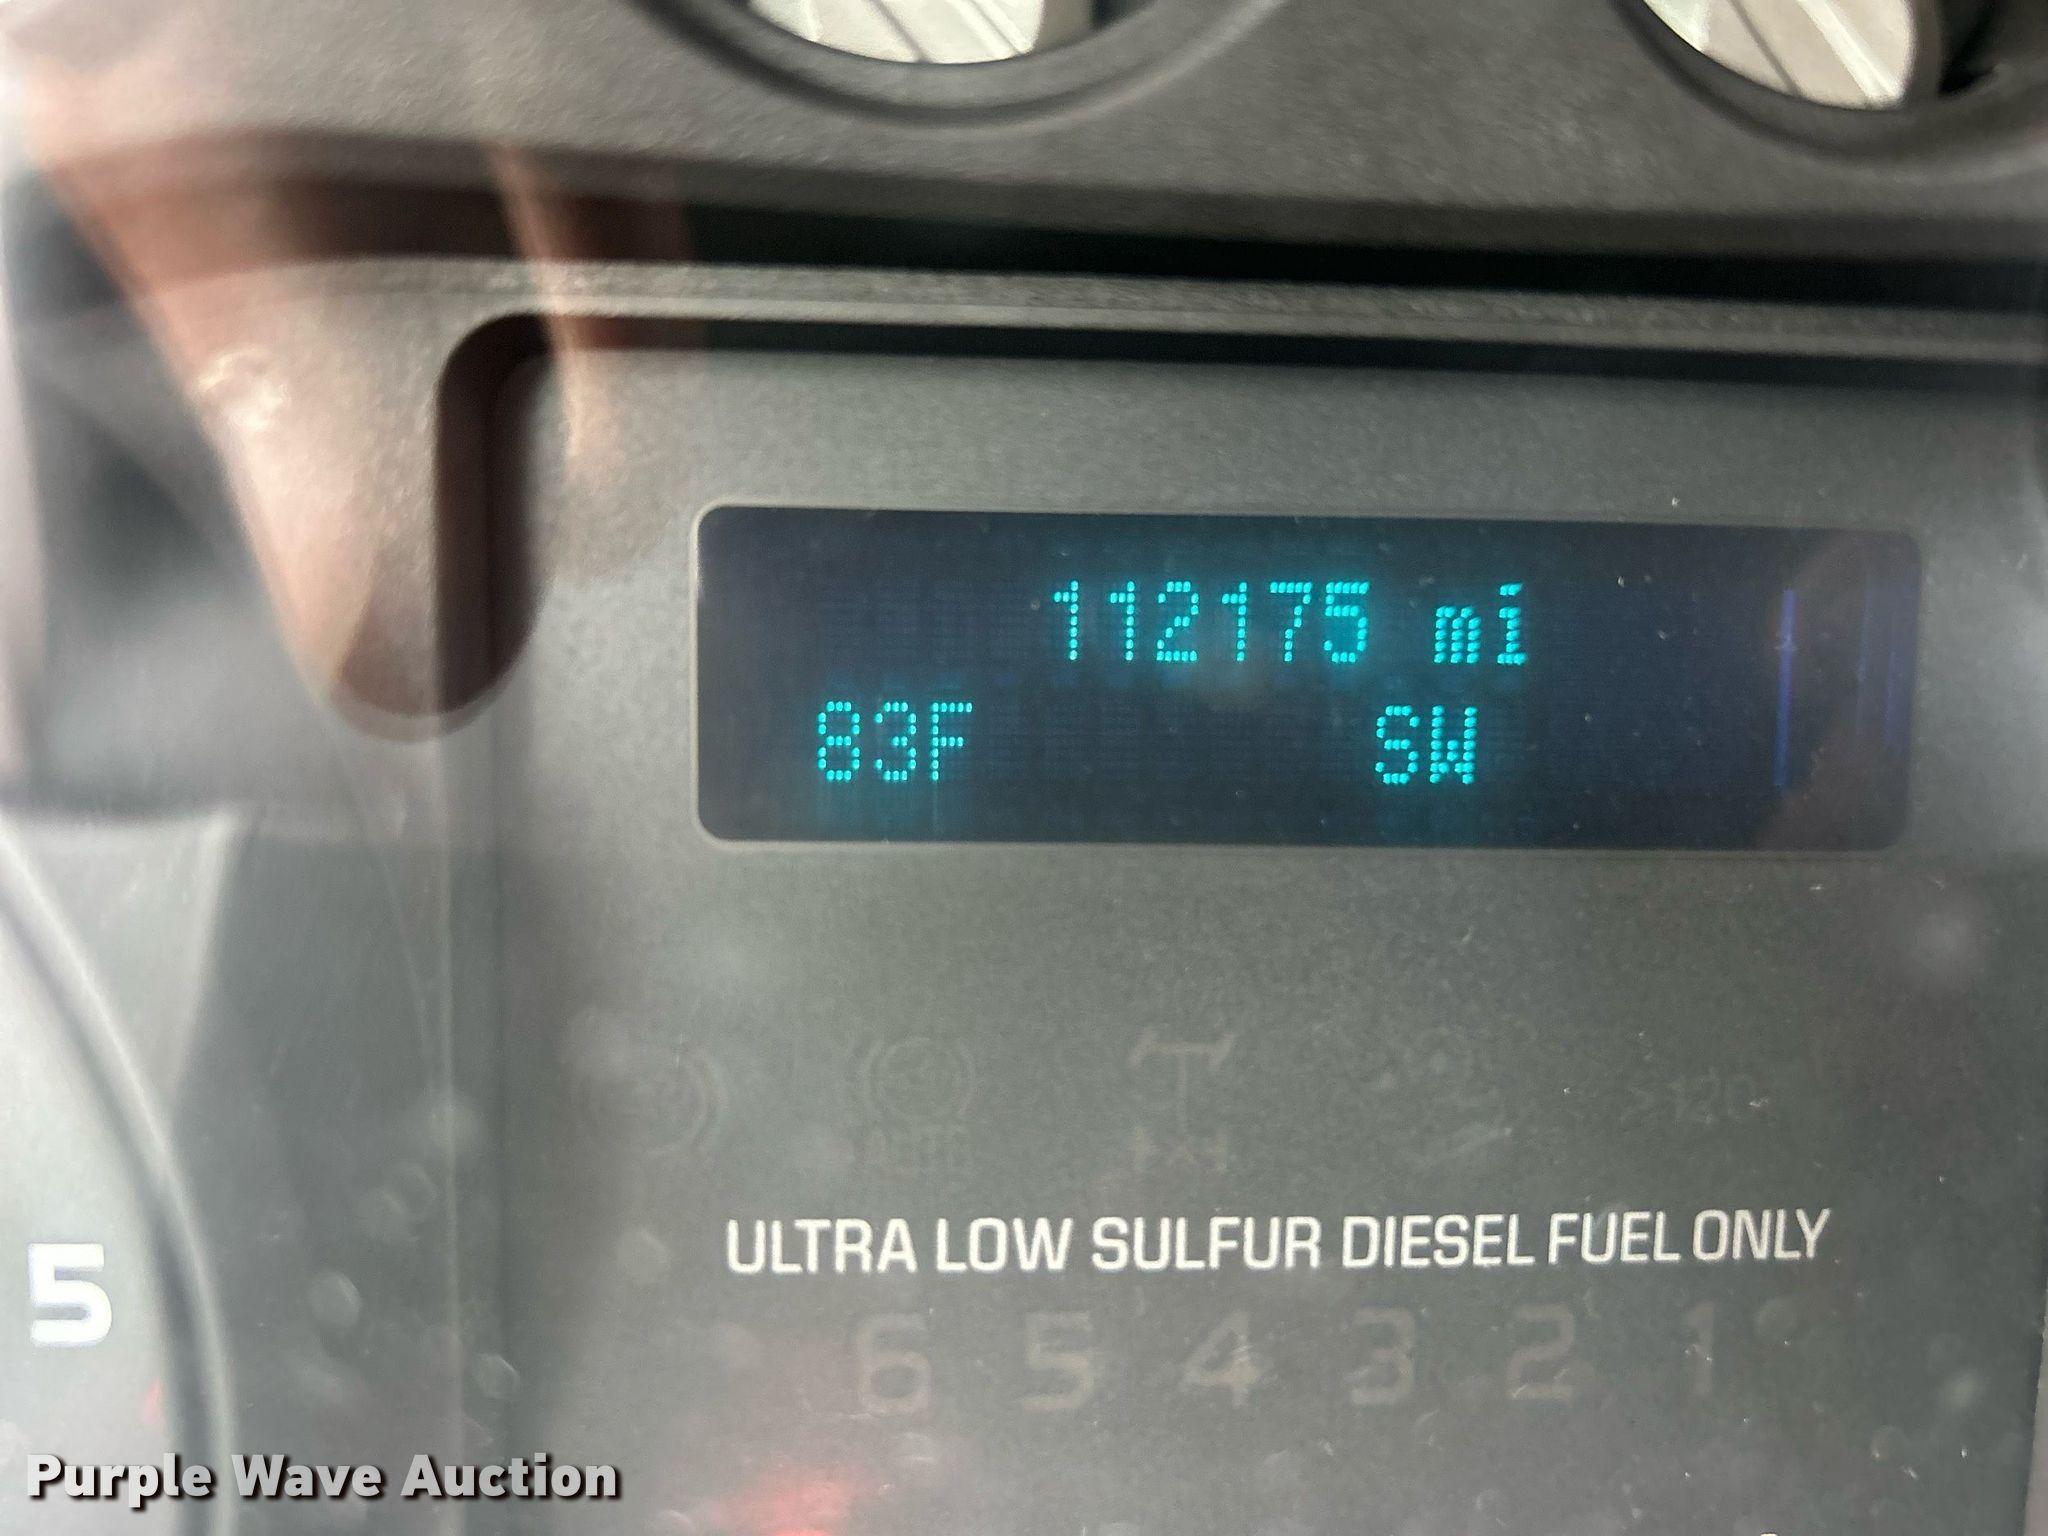 112175 mi
83F SW
AUTO
ULTRA LOW SULFUR DIESEL FUEL ONLY
6 5 4 3 2 1
5
Purple Wave Auction